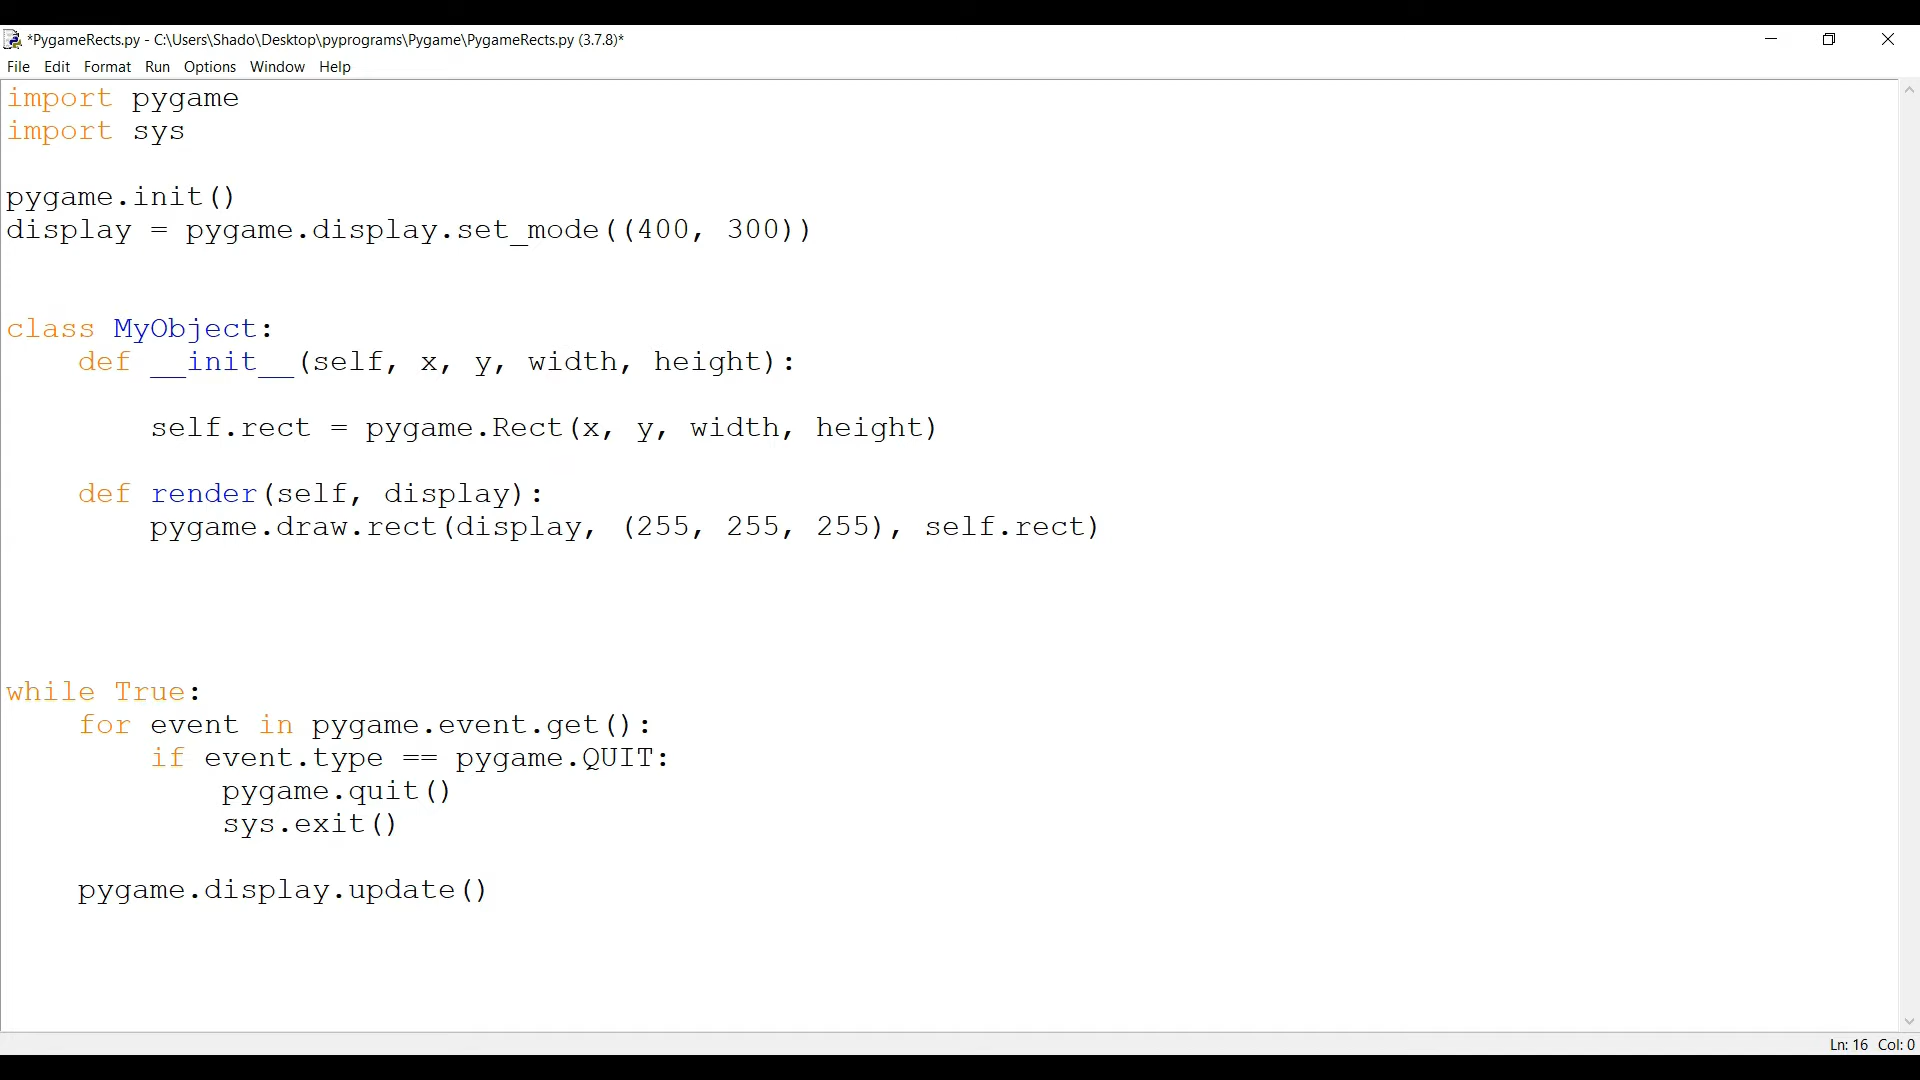 *PygameRects.py - C:\Users\Shado\Desktop\pyprograms\Pygame\PygameRects.py (3.7.8)*
File Edit Format Run Options Window Help
import pygame
import sys
pygame.init()
display = pygame.display.set_mode((400, 300))
class MyObject:
    def __init__(self, x, y, width, height):
        self.rect = pygame.Rect(x, y, width, height)
    def render(self, display):
        pygame.draw.rect(display, (255, 255, 255), self.rect)
while True:
    for event in pygame.event.get():
        if event.type == pygame.QUIT:
            pygame.quit()
            sys.exit()
    pygame.display.update()
Ln: 16 Col: 0